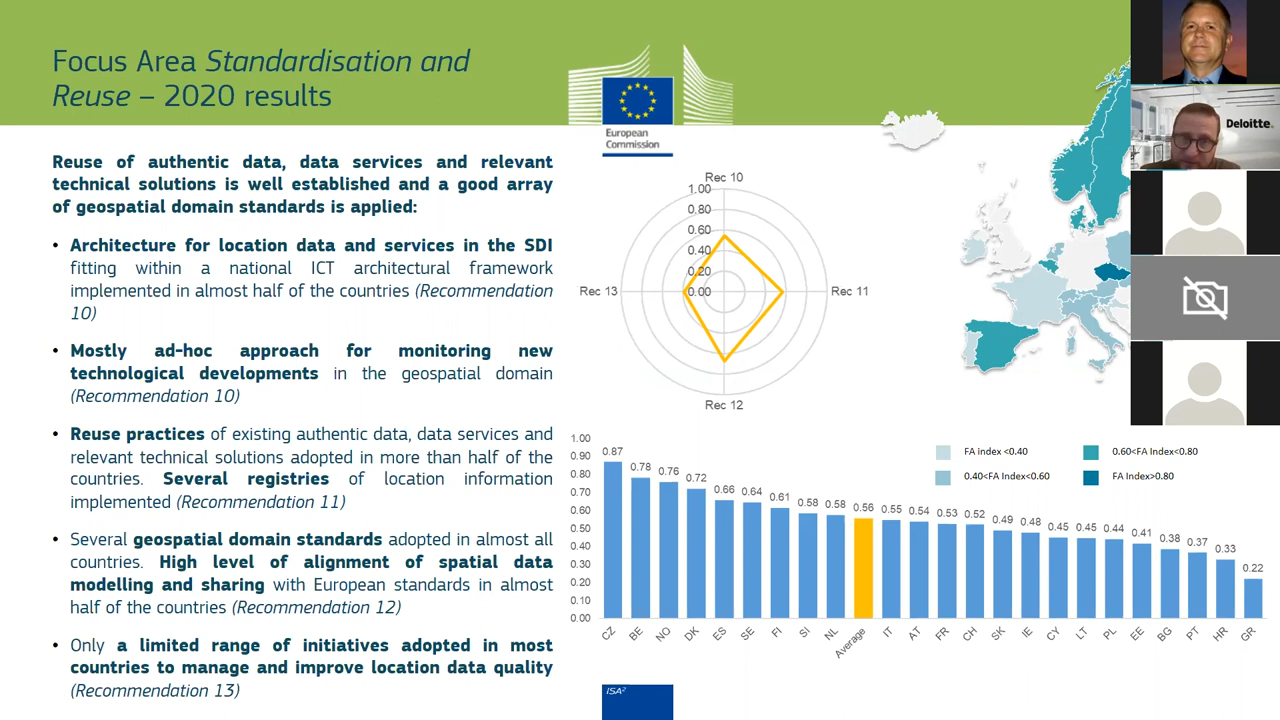 Focus Area Standardisation and
Reuse – 2020 results
European
Commission
Deloitte.
Reuse of authentic data, data services and relevant
technical solutions is well established and a good array
of geospatial domain standards is applied:
• Architecture for location data and services in the SDI
fitting within a national ICT architectural framework
implemented in almost half of the countries (Recommendation
10)
• Mostly ad-hoc approach for monitoring new
technological developments in the geospatial domain
(Recommendation 10)
• Reuse practices of existing authentic data, data services and
relevant technical solutions adopted in more than half of the
countries. Several registries of location information
implemented (Recommendation 11)
• Several geospatial domain standards adopted in almost all
countries. High level of alignment of spatial data
modelling and sharing with European standards in almost
half of the countries (Recommendation 12)
• Only a limited range of initiatives adopted in most
countries to manage and improve location data quality
(Recommendation 13)
Rec 10
1.00
0.80
0.60
0.40
0.20
0.00
Rec 13
Rec 11
Rec 12
FA index <0.40
0.60<FA Index<0.80
0.40<FA Index<0.60
FA Index>0.80
1.00
0.90
0.80
0.70
0.60
0.50
0.40
0.30
0.20
0.10
0.00
0.87 0.78 0.76 0.72 0.66 0.64 0.61 0.58 0.58 0.56 0.55 0.54 0.53 0.52 0.49 0.48 0.45 0.45 0.44 0.41 0.38 0.37 0.33 0.22
CZ BE NO DK ES SE FI SI NL Average IT AT FR CH SK IE CY LT PL EE BG PT HR GR
ISA²